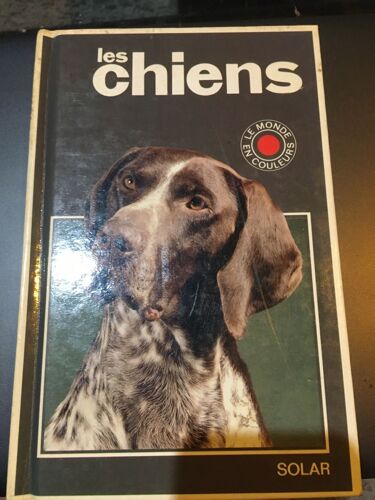 les
chiens
LE MONDE
EN COULEURS
SOLAR